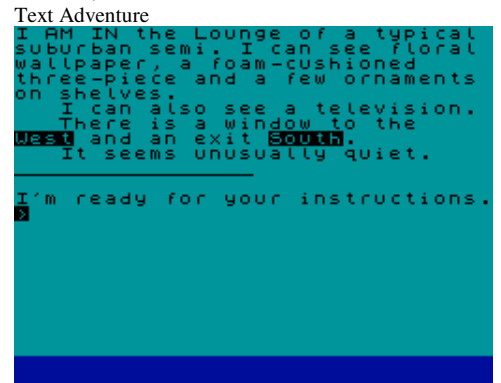 Text Adventure
I AM IN the Lounge of a typical
suburban semi. I can see floral
wallpaper, a foam-cushioned
three-piece and a few ornaments
on shelves.
I can also see a television.
There is a window to the
West and an exit South.
It seems unusually quiet.
I'm ready for your instructions.
>